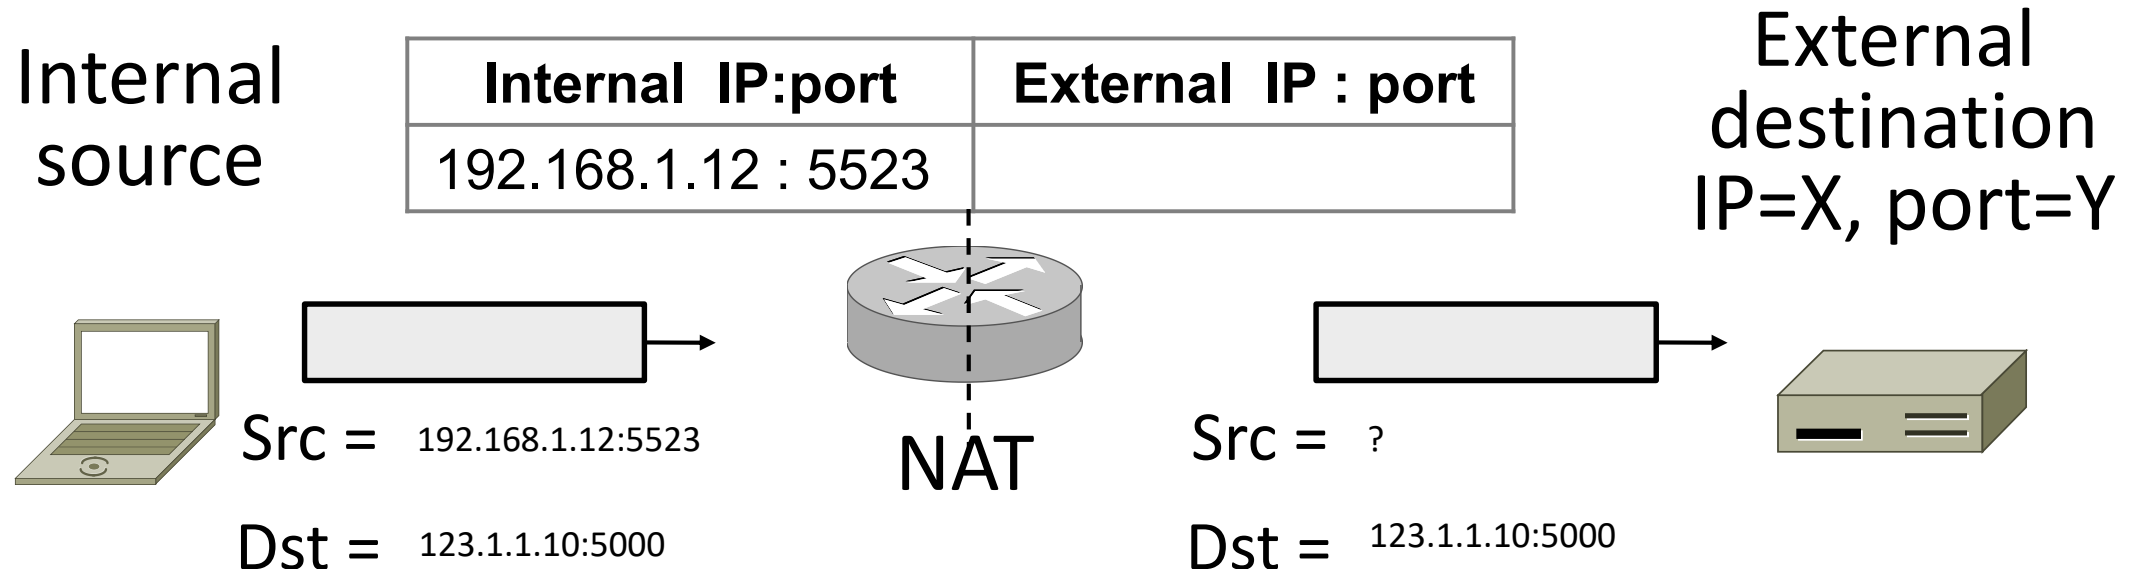 Internal
source
Internal IP:port
External IP : port
192.168.1.12 : 5523
External
destination
IP=X, port=Y
Src = 192.168.1.12:5523
Dst = 123.1.1.10:5000
NAT
Src = ?
Dst = 123.1.1.10:5000